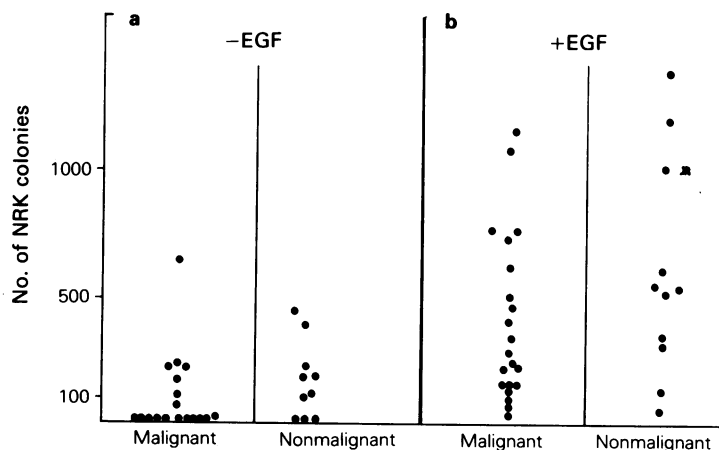 a
b
−EGF
+EGF
No. of NRK colonies
1000
500
100
Malignant
Nonmalignant
Malignant
Nonmalignant